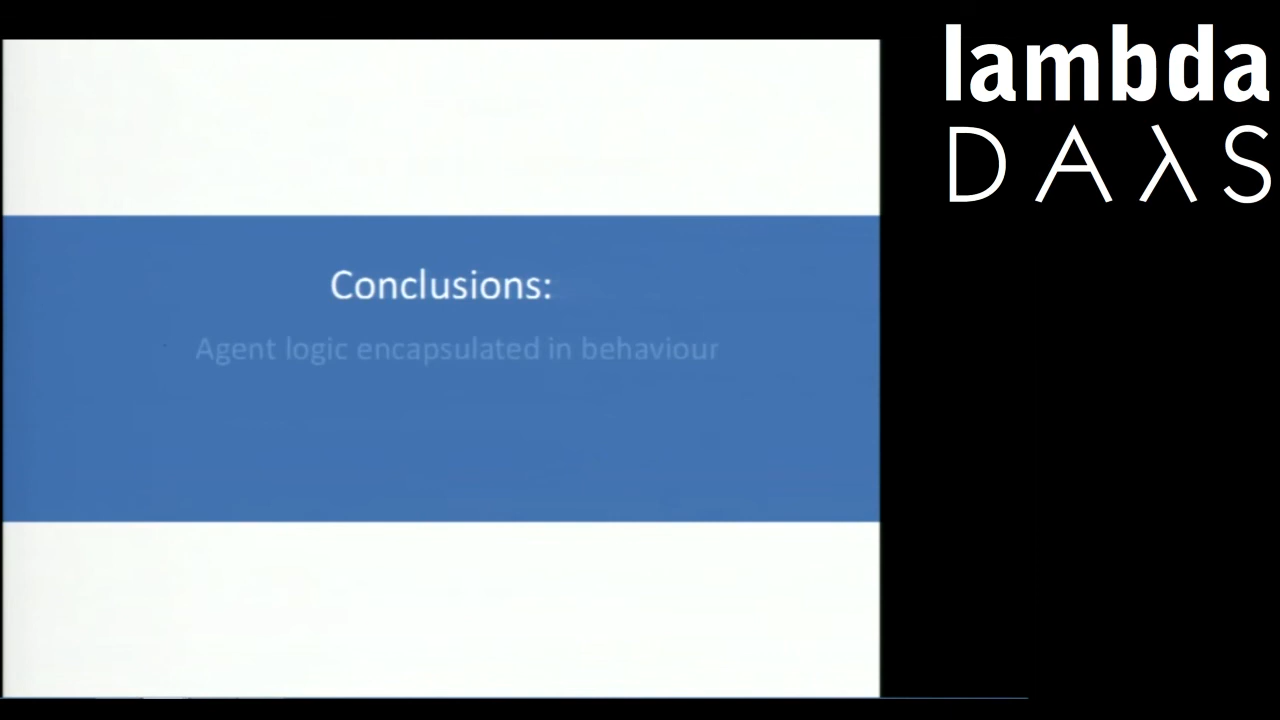 lambda
DAλS
Conclusions:
Agent logic encapsulated in behaviour